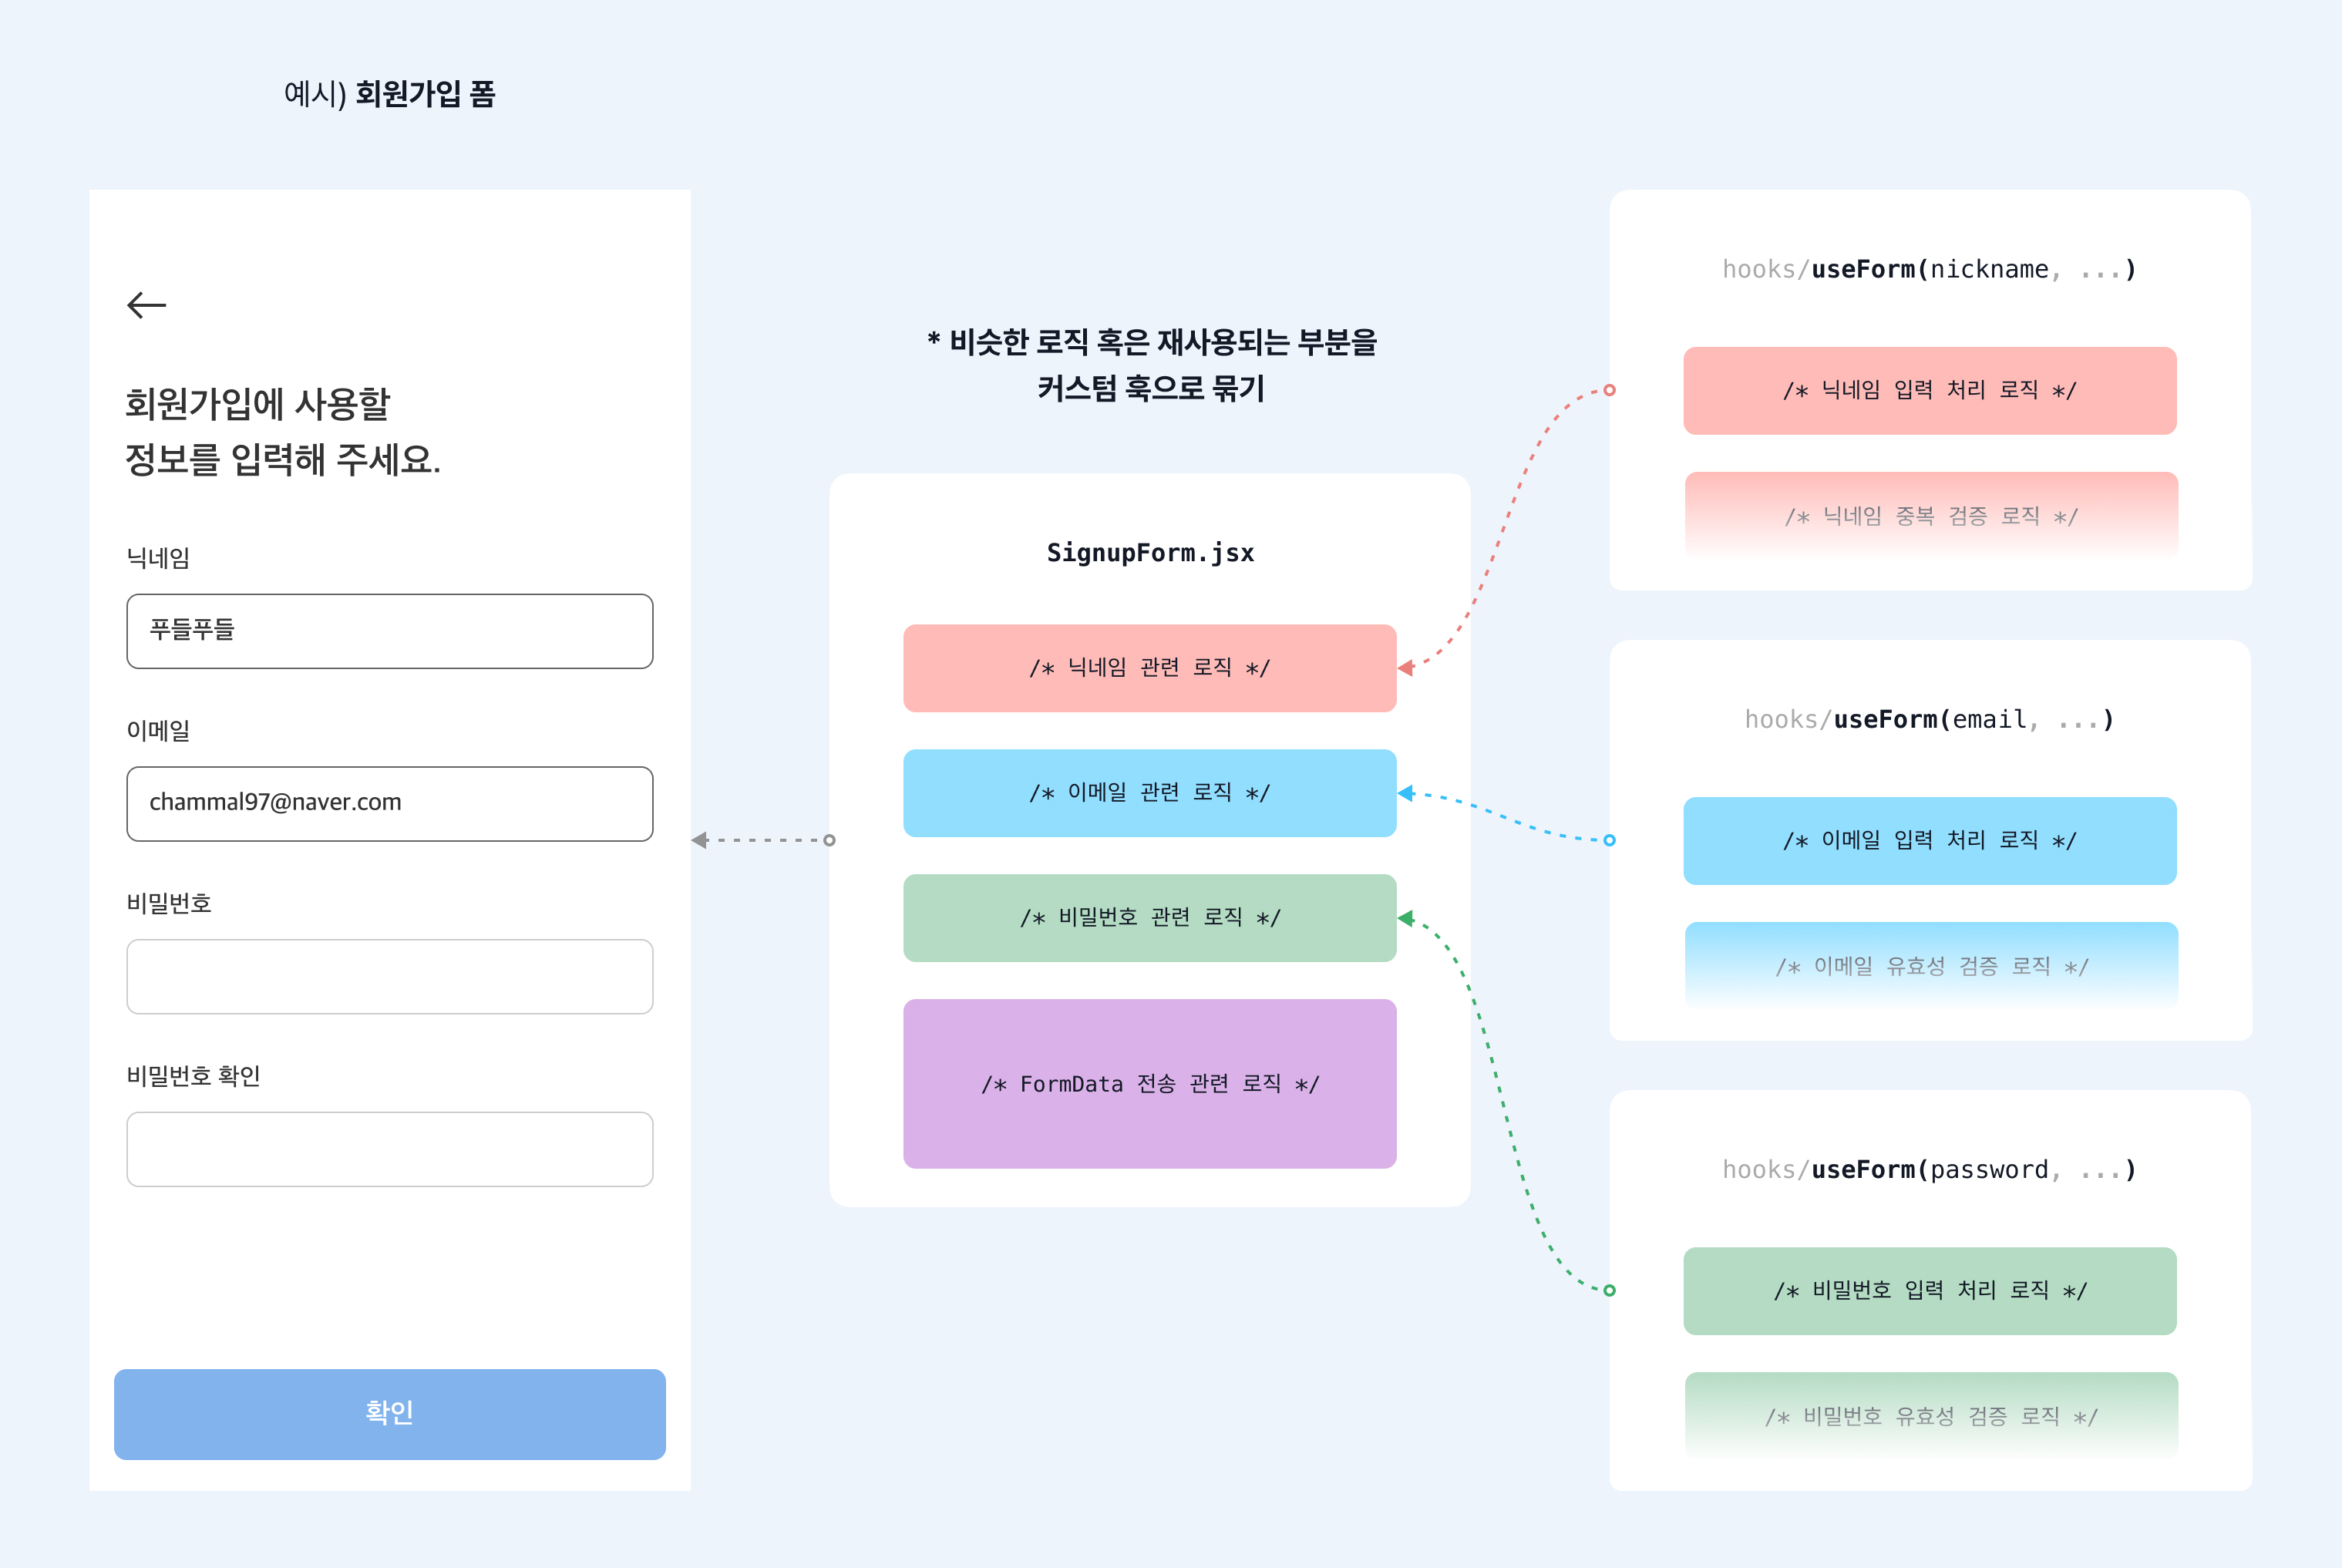 예시) 회원가입 폼
회원가입에 사용할
정보를 입력해 주세요.
닉네임
푸들푸들
이메일
chammal97@naver.com
비밀번호
비밀번호 확인
확인
* 비슷한 로직 혹은 재사용되는 부분을
커스텀 훅으로 묶기
SignupForm.jsx
/* 닉네임 관련 로직 */
/* 이메일 관련 로직 */
/* 비밀번호 관련 로직 */
/* FormData 전송 관련 로직 */
hooks/useForm(nickname, ...)
/* 닉네임 입력 처리 로직 */
/* 닉네임 중복 검증 로직 */
hooks/useForm(email, ...)
/* 이메일 입력 처리 로직 */
/* 이메일 유효성 검증 로직 */
hooks/useForm(password, ...)
/* 비밀번호 입력 처리 로직 */
/* 비밀번호 유효성 검증 로직 */